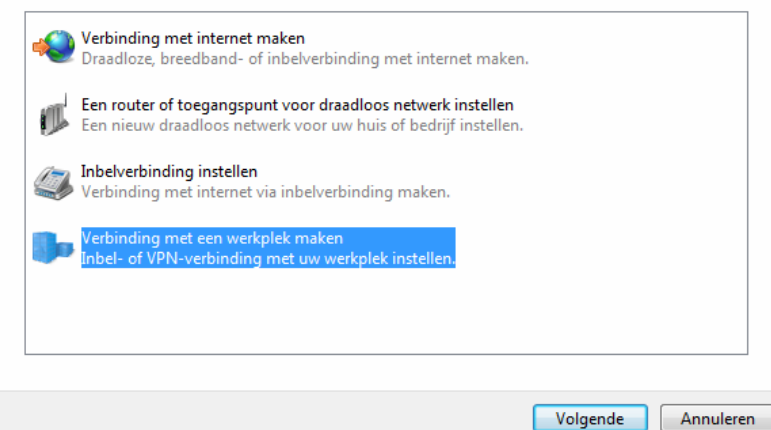 Verbinding met internet maken
Draadloze, breedband- of inbelverbinding met internet maken.
Een router of toegangspunt voor draadloos netwerk instellen
Een nieuw draadloos netwerk voor uw huis of bedrijf instellen.
Inbelverbinding instellen
Verbinding met internet via inbelverbinding maken.
Verbinding met een werkplek maken
Inbel- of VPN-verbinding met uw werkplek instellen.
Volgende Annuleren